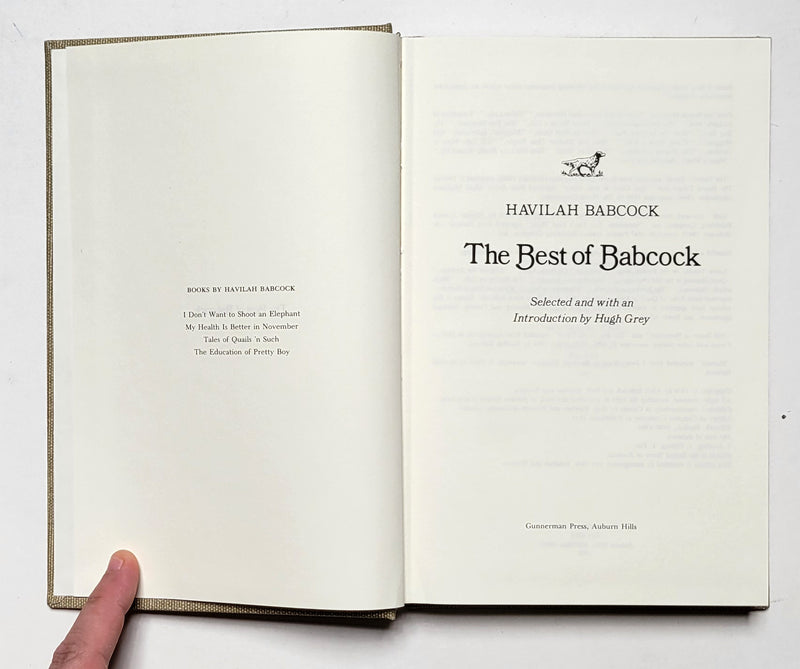 BOOKS BY HAVILAH BABCOCK
I Don't Want to Shoot an Elephant
My Health Is Better in November
Tales of Quails 'n Such
The Education of Pretty Boy
HAVILAH BABCOCK
The Best of Babcock
Selected and with an
Introduction by Hugh Grey
Gunnerman Press, Auburn Hills